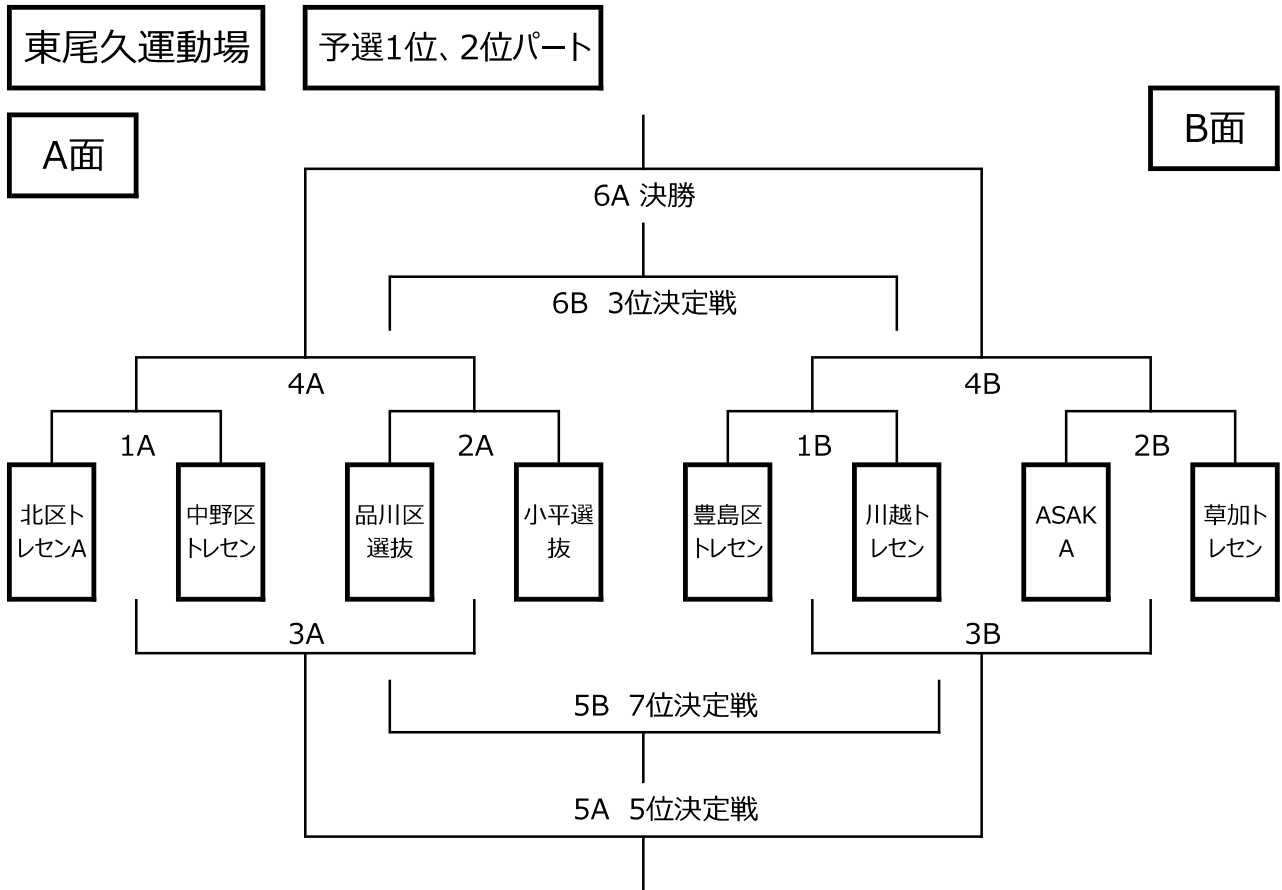 東尾久運動場
予選1位、2位パート
A面
B面
6A 決勝
6B 3位決定戦
4A
4B
1A
2A
1B
2B
北区ト
レセンA
中野区
トレセン
品川区
選抜
小平選
抜
豊島区
トレセン
川越ト
レセン
ASAK
A
草加ト
レセン
3A
3B
5B 7位決定戦
5A 5位決定戦